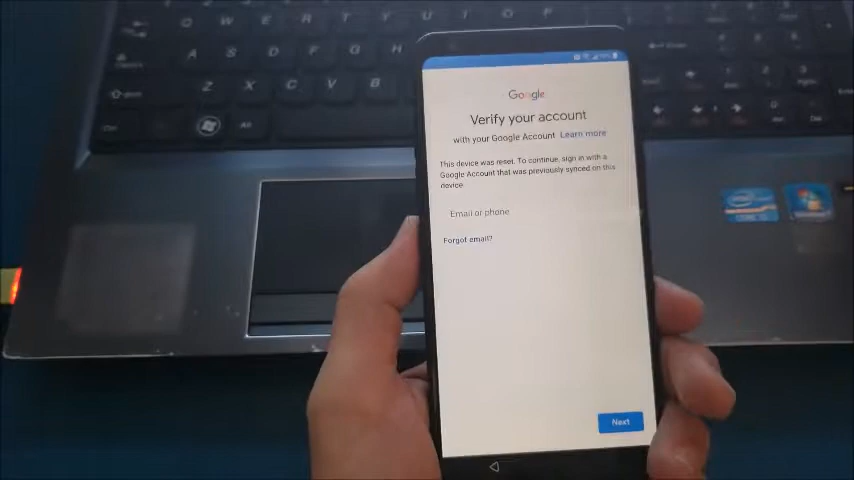 Google
Verify your account
with your Google Account Learn more
This device was reset. To continue, sign in with a
Google Account that was previously synced on this
device.
Email or phone
Forgot email?
Next
Q W E R T Y U I O P
A S D F G H
Z X C V B
Alt